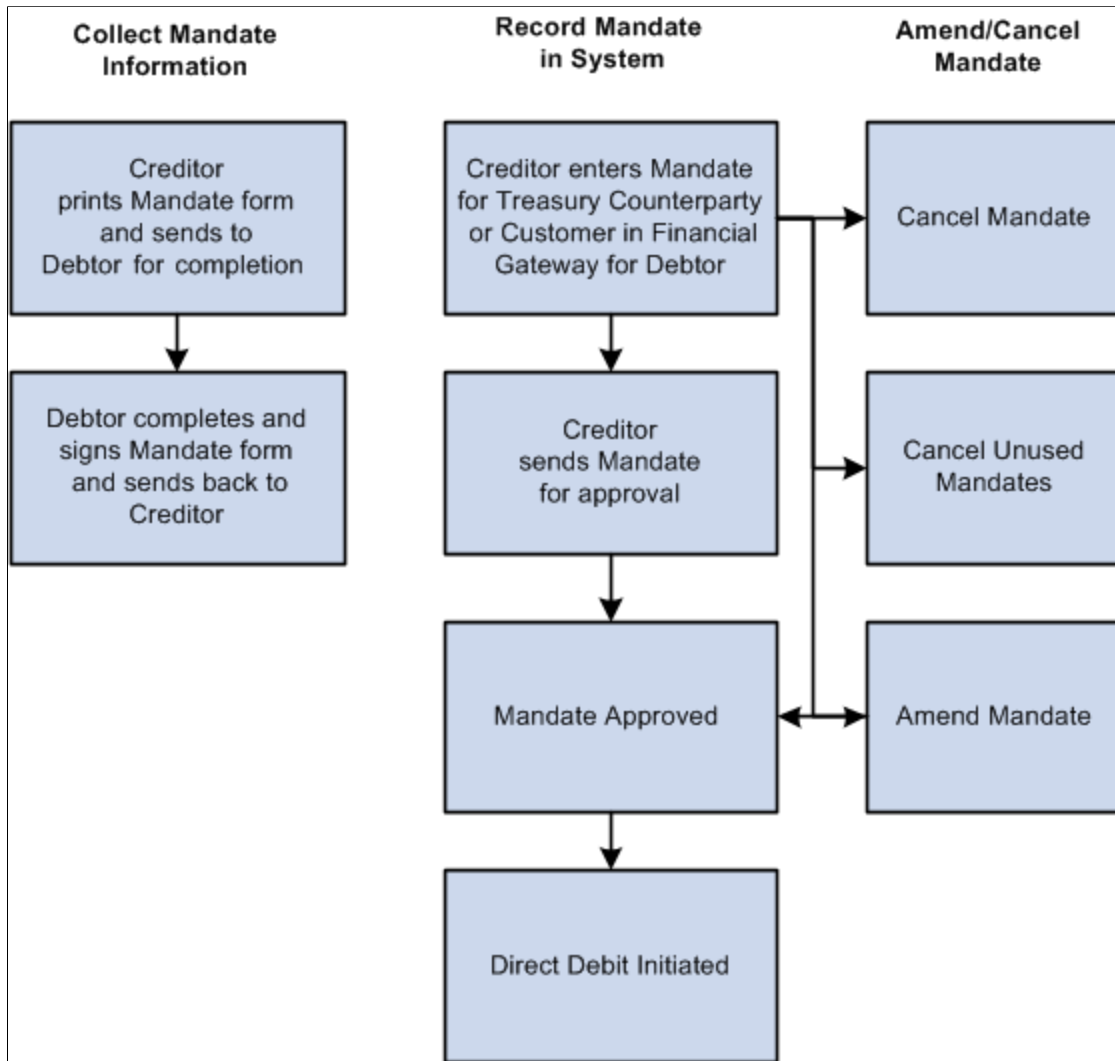 Collect Mandate
Information
Creditor
prints Mandate form
and sends to
Debtor for completion
Debtor completes and
signs Mandate form
and sends back to
Creditor
Record Mandate
in System
Creditor enters Mandate
for Treasury Counterparty
or Customer in Financial
Gateway for Debtor
Creditor
sends Mandate
for approval
Mandate Approved
Direct Debit Initiated
Amend/Cancel
Mandate
Cancel Mandate
Cancel Unused
Mandates
Amend Mandate